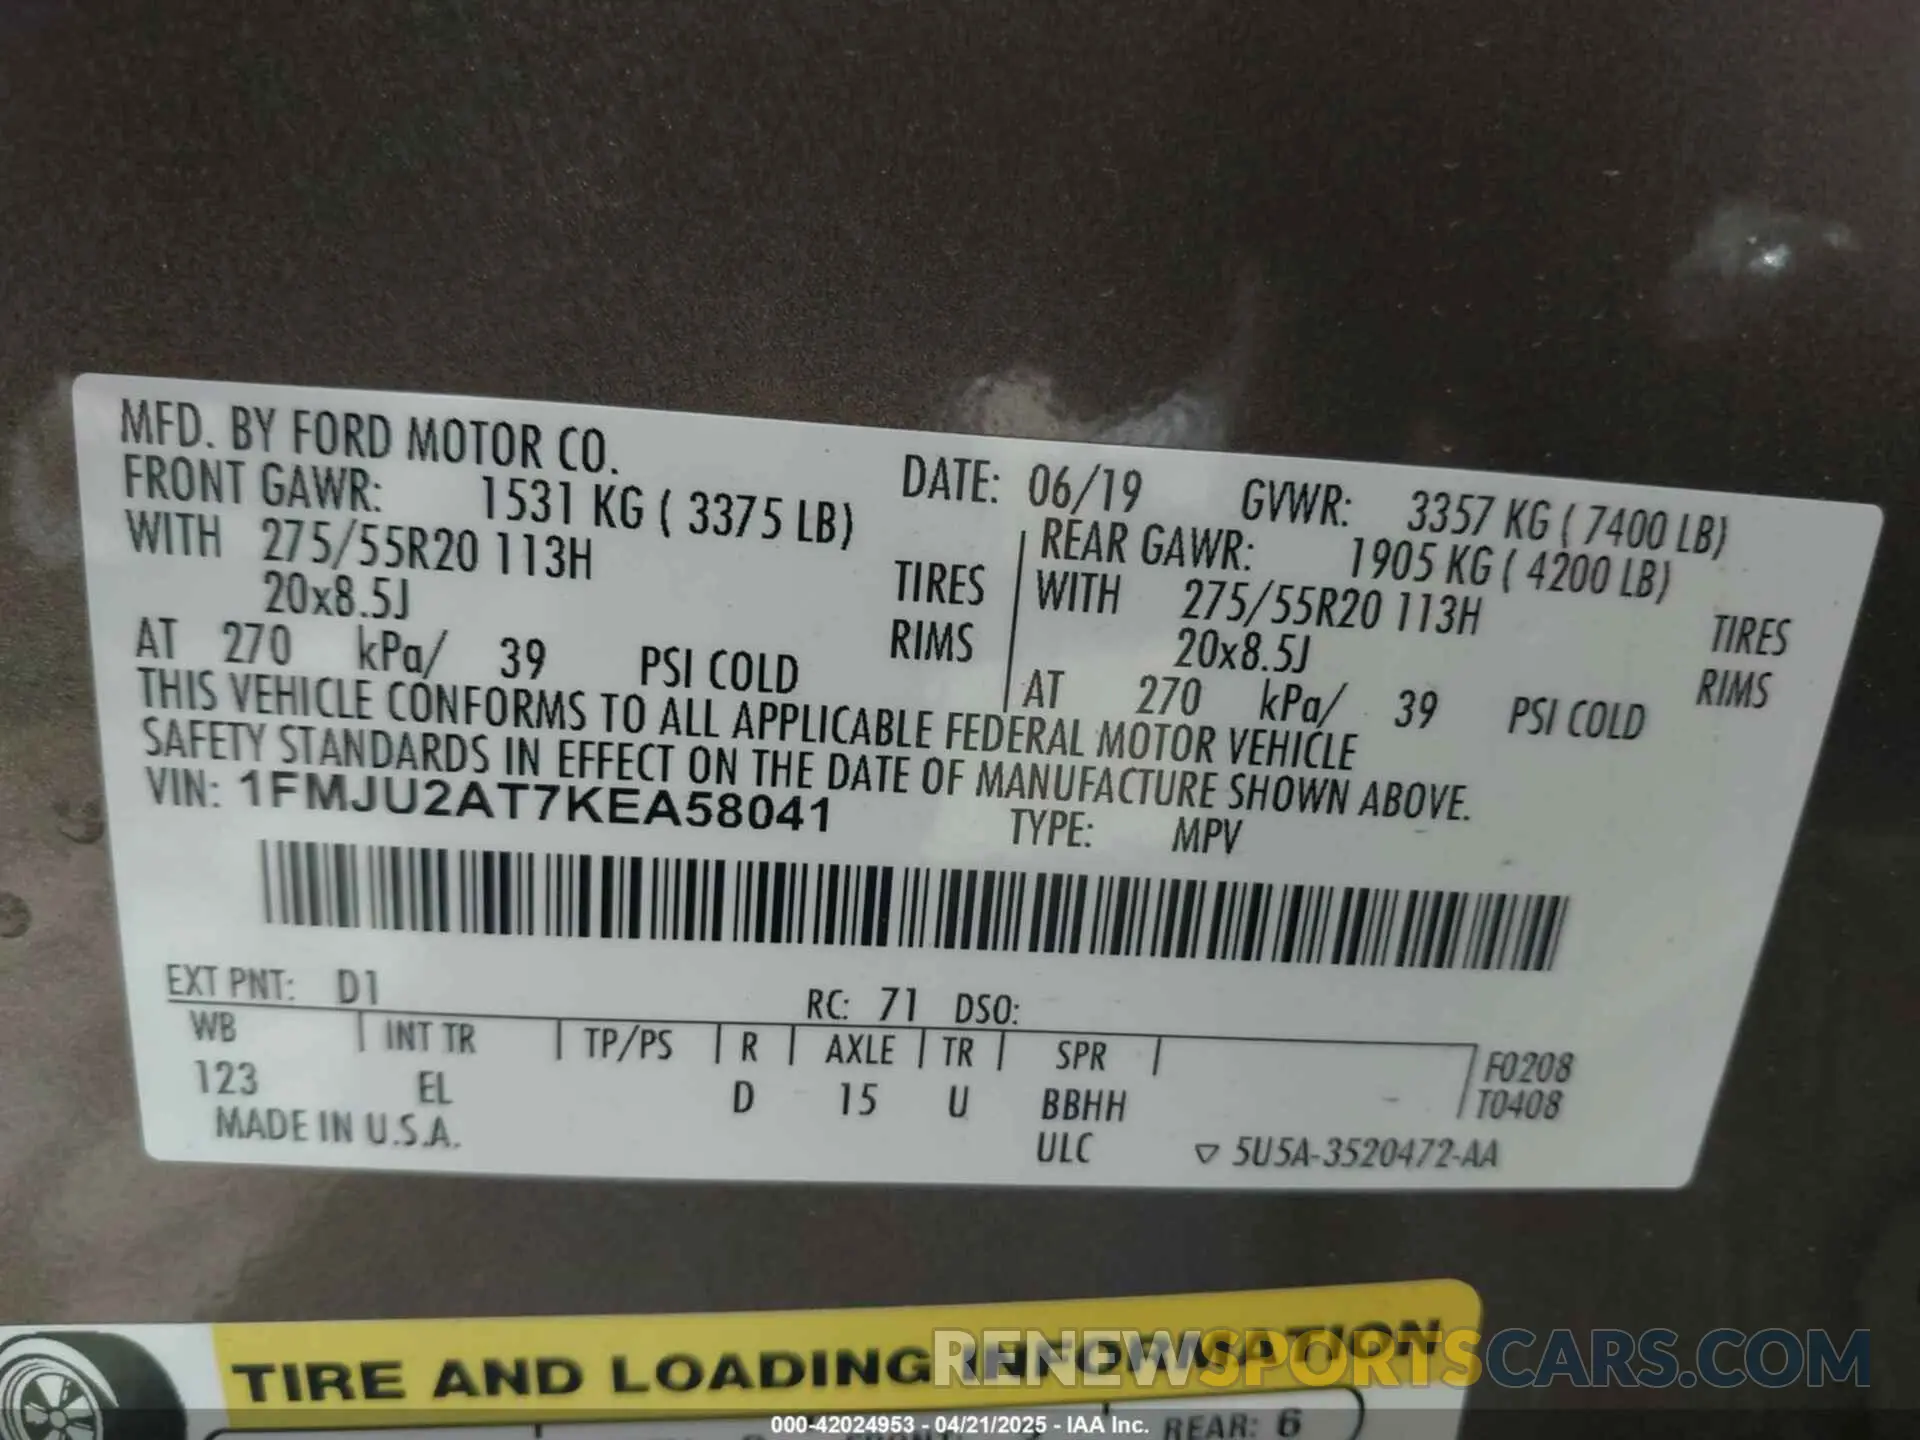 MFD. BY FORD MOTOR CO.
DATE: 06/19 GVWR: 3357 KG ( 7400 LB)
FRONT GAWR: 1531 KG ( 3375 LB)
REAR GAWR: 1905 KG ( 4200 LB)
WITH 275/55R20 113H TIRES
WITH 275/55R20 113H TIRES
20x8.5J RIMS
20x8.5J RIMS
AT 270 kPa/ 39 PSI COLD
AT 270 kPa/ 39 PSI COLD
THIS VEHICLE CONFORMS TO ALL APPLICABLE FEDERAL MOTOR VEHICLE
SAFETY STANDARDS IN EFFECT ON THE DATE OF MANUFACTURE SHOWN ABOVE.
VIN: 1FMJU2AT7KEA58041 TYPE: MPV
EXT PNT: D1 RC: 71 DSO:
WB INT TR TP/PS R AXLE TR SPR F0208
123 EL D 15 U BBHH T0408
MADE IN U.S.A. ULC ▽ 5U5A-3520472-AA
TIRE AND LOADING INFORMATION
RENEWSPORTSCARS.COM
REAR: 6
000-42024953 - 04/21/2025 - IAA Inc.